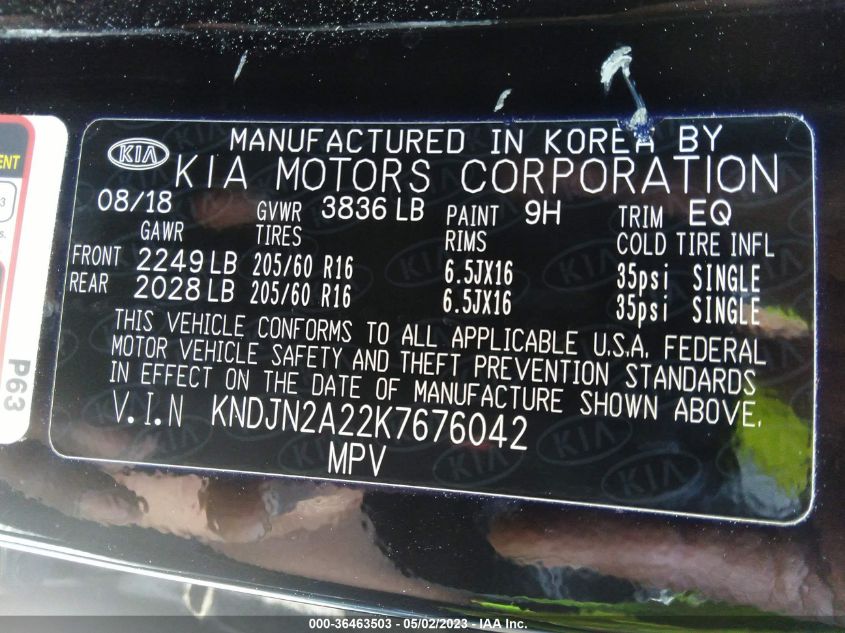 MANUFACTURED IN KOREA BY
KIA KIA MOTORS CORPORATION
08/18 GVWR 3836 LB PAINT 9H TRIM EQ
GAWR TIRES RIMS COLD TIRE INFL
FRONT 2249 LB 205/60 R16 6.5JX16 35psi SINGLE
REAR 2028 LB 205/60 R16 6.5JX16 35psi SINGLE
THIS VEHICLE CONFORMS TO ALL APPLICABLE U.S.A. FEDERAL
MOTOR VEHICLE SAFETY AND THEFT PREVENTION STANDARDS
IN EFFECT ON THE DATE OF MANUFACTURE SHOWN ABOVE.
V.I.N KNDJN2A22K7676042
MPV
ENT
3
s.
P63
000-36463503 - 05/02/2023 - IAA Inc.